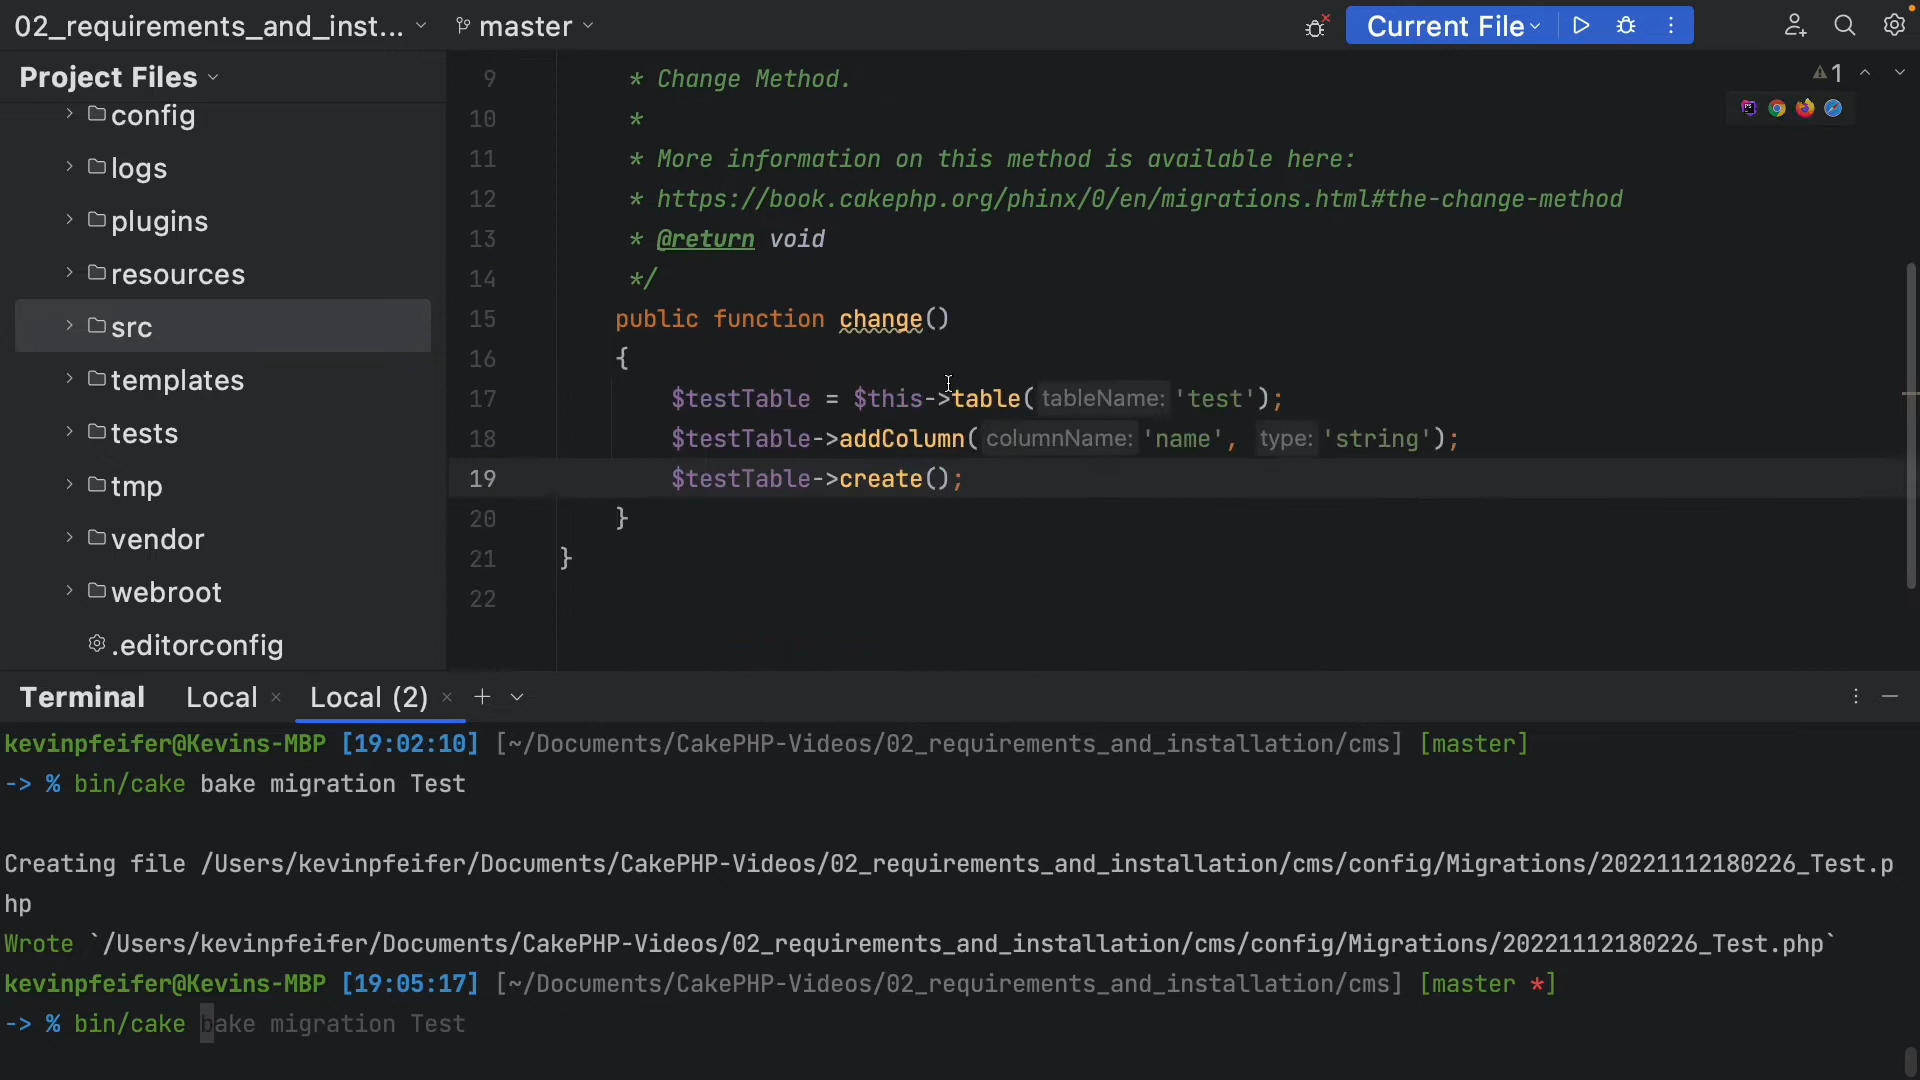 02_requirements_and_inst...
master
Current File
Project Files
config
logs
plugins
resources
src
templates
tests
tmp
vendor
webroot
.editorconfig
1
9 * Change Method.
10 *
11 * More information on this method is available here:
12 * https://book.cakephp.org/phinx/0/en/migrations.html#the-change-method
13 * @return void
14 */
15 public function change()
16 {
17 $testTable = $this->table( tableName: 'test');
18 $testTable->addColumn( columnName: 'name', type: 'string');
19 $testTable->create();
20 }
21 }
22
Terminal Local × Local (2) ×
kevinpfeifer@Kevins-MBP [19:02:10] [~/Documents/CakePHP-Videos/02_requirements_and_installation/cms] [master]
-> % bin/cake bake migration Test
Creating file /Users/kevinpfeifer/Documents/CakePHP-Videos/02_requirements_and_installation/cms/config/Migrations/20221112180226_Test.p
hp
Wrote `/Users/kevinpfeifer/Documents/CakePHP-Videos/02_requirements_and_installation/cms/config/Migrations/20221112180226_Test.php`
kevinpfeifer@Kevins-MBP [19:05:17] [~/Documents/CakePHP-Videos/02_requirements_and_installation/cms] [master *]
-> % bin/cake bake migration Test